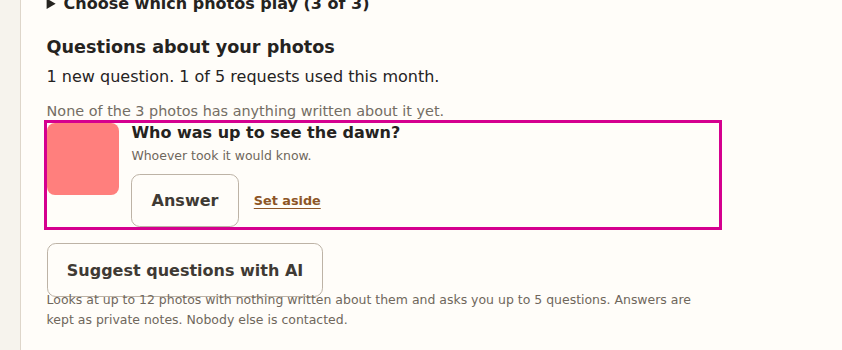 ▶ Choose which photos play (3 of 3)
Questions about your photos
1 new question. 1 of 5 requests used this month.
None of the 3 photos has anything written about it yet.
Who was up to see the dawn?
Whoever took it would know.
Answer Set aside
Suggest questions with AI
Looks at up to 12 photos with nothing written about them and asks you up to 5 questions. Answers are
kept as private notes. Nobody else is contacted.